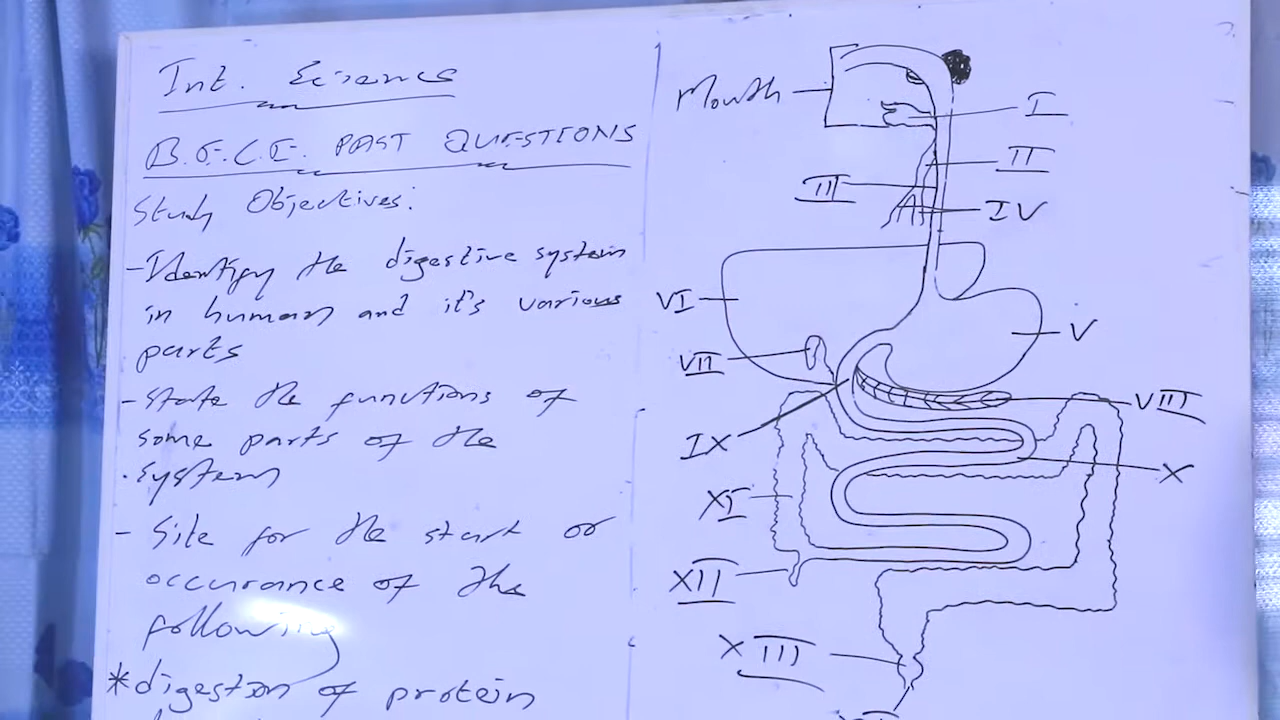 Int. Science
B.E.C.E. PAST QUESTIONS
Study Objectives:
-Identify the digestive system
in human and it's various
parts
- State the functions of
some parts of the
system
- Site for the start or
occurance of the
following
*digestion of protein
Mouth
I
II
III
IV
VI
V
VII
VIII
IX
X
XI
XII
XIII